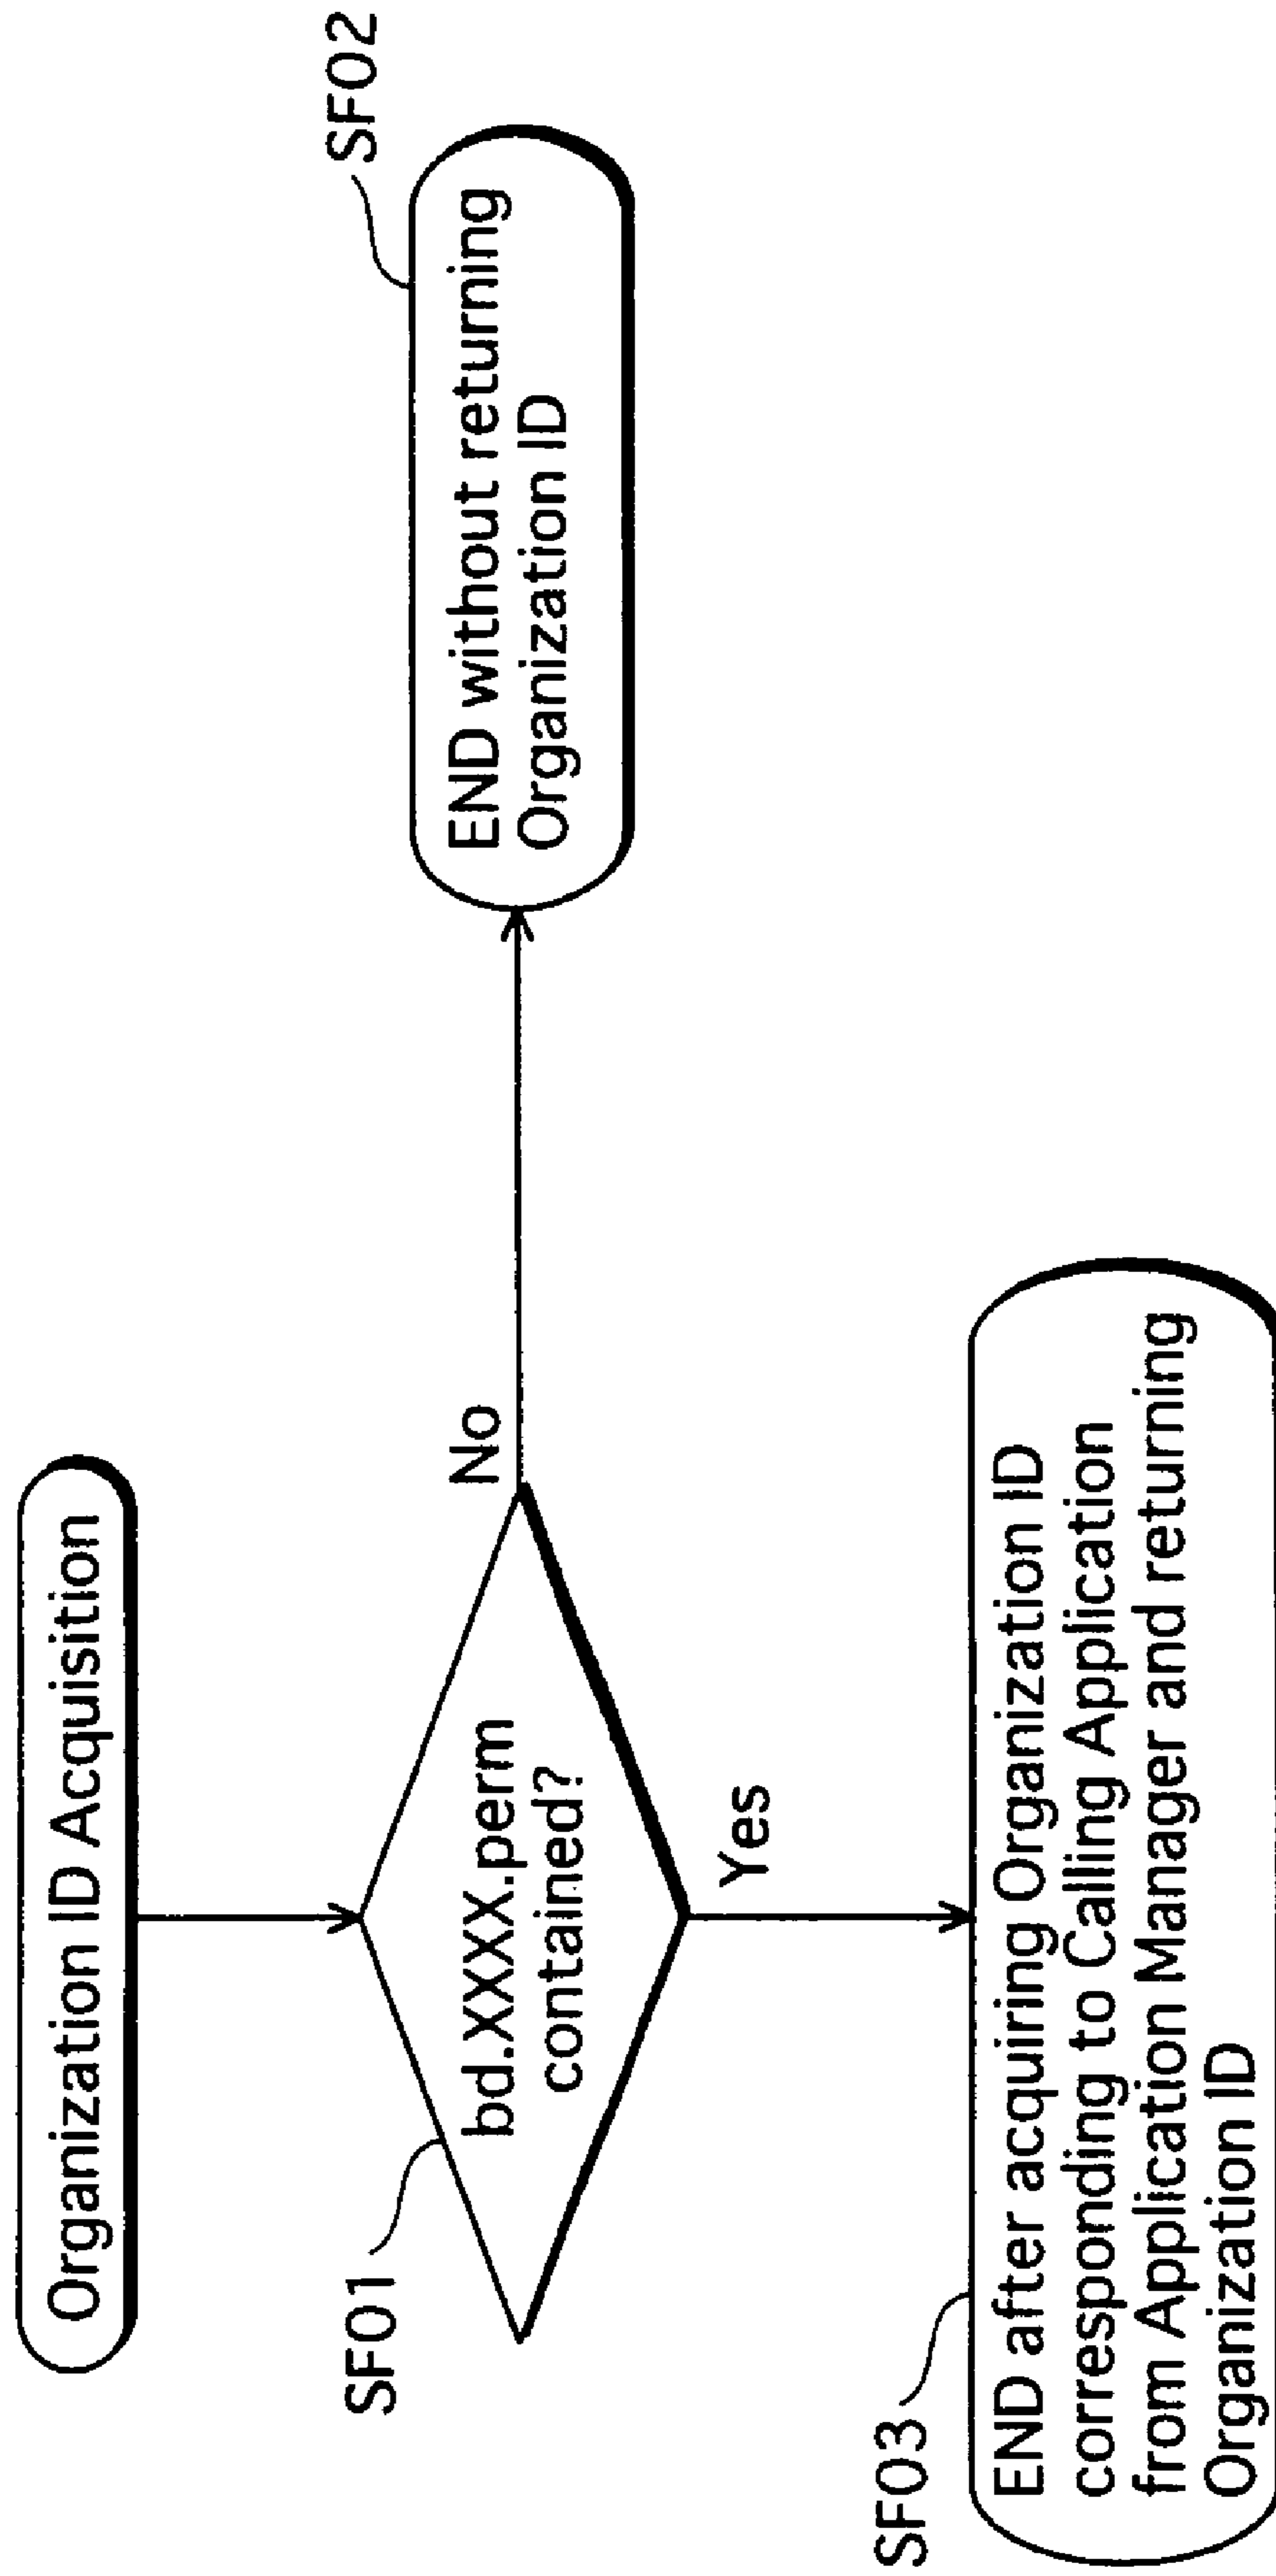 Organization ID Acquisition
SF01
bd.XXXX.perm
contained?
No
SF02
END without returning
Organization ID
Yes
SF03
END after acquiring Organization ID
corresponding to Calling Application
from Application Manager and returning
Organization ID